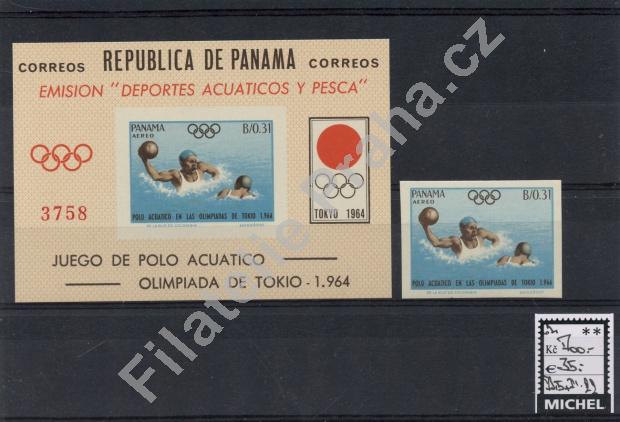 REPUBLICA DE PANAMA
CORREOS CORREOS
EMISION "DEPORTES ACUATICOS Y PESCA"
PANAMA B/0.31
AEREO
3758
POLO ACUATICO EN LAS OLIMPIADAS DE TOKIO 1.964
TOKYO 1964
JUEGO DE POLO ACUATICO
OLIMPIADA DE TOKIO - 1.964
PANAMA B/0.31
AEREO
POLO ACUATICO EN LAS OLIMPIADAS DE TOKIO 1.964
**
Kč 700.-
€ 35.-
MICHEL
Filatelie Praha.cz